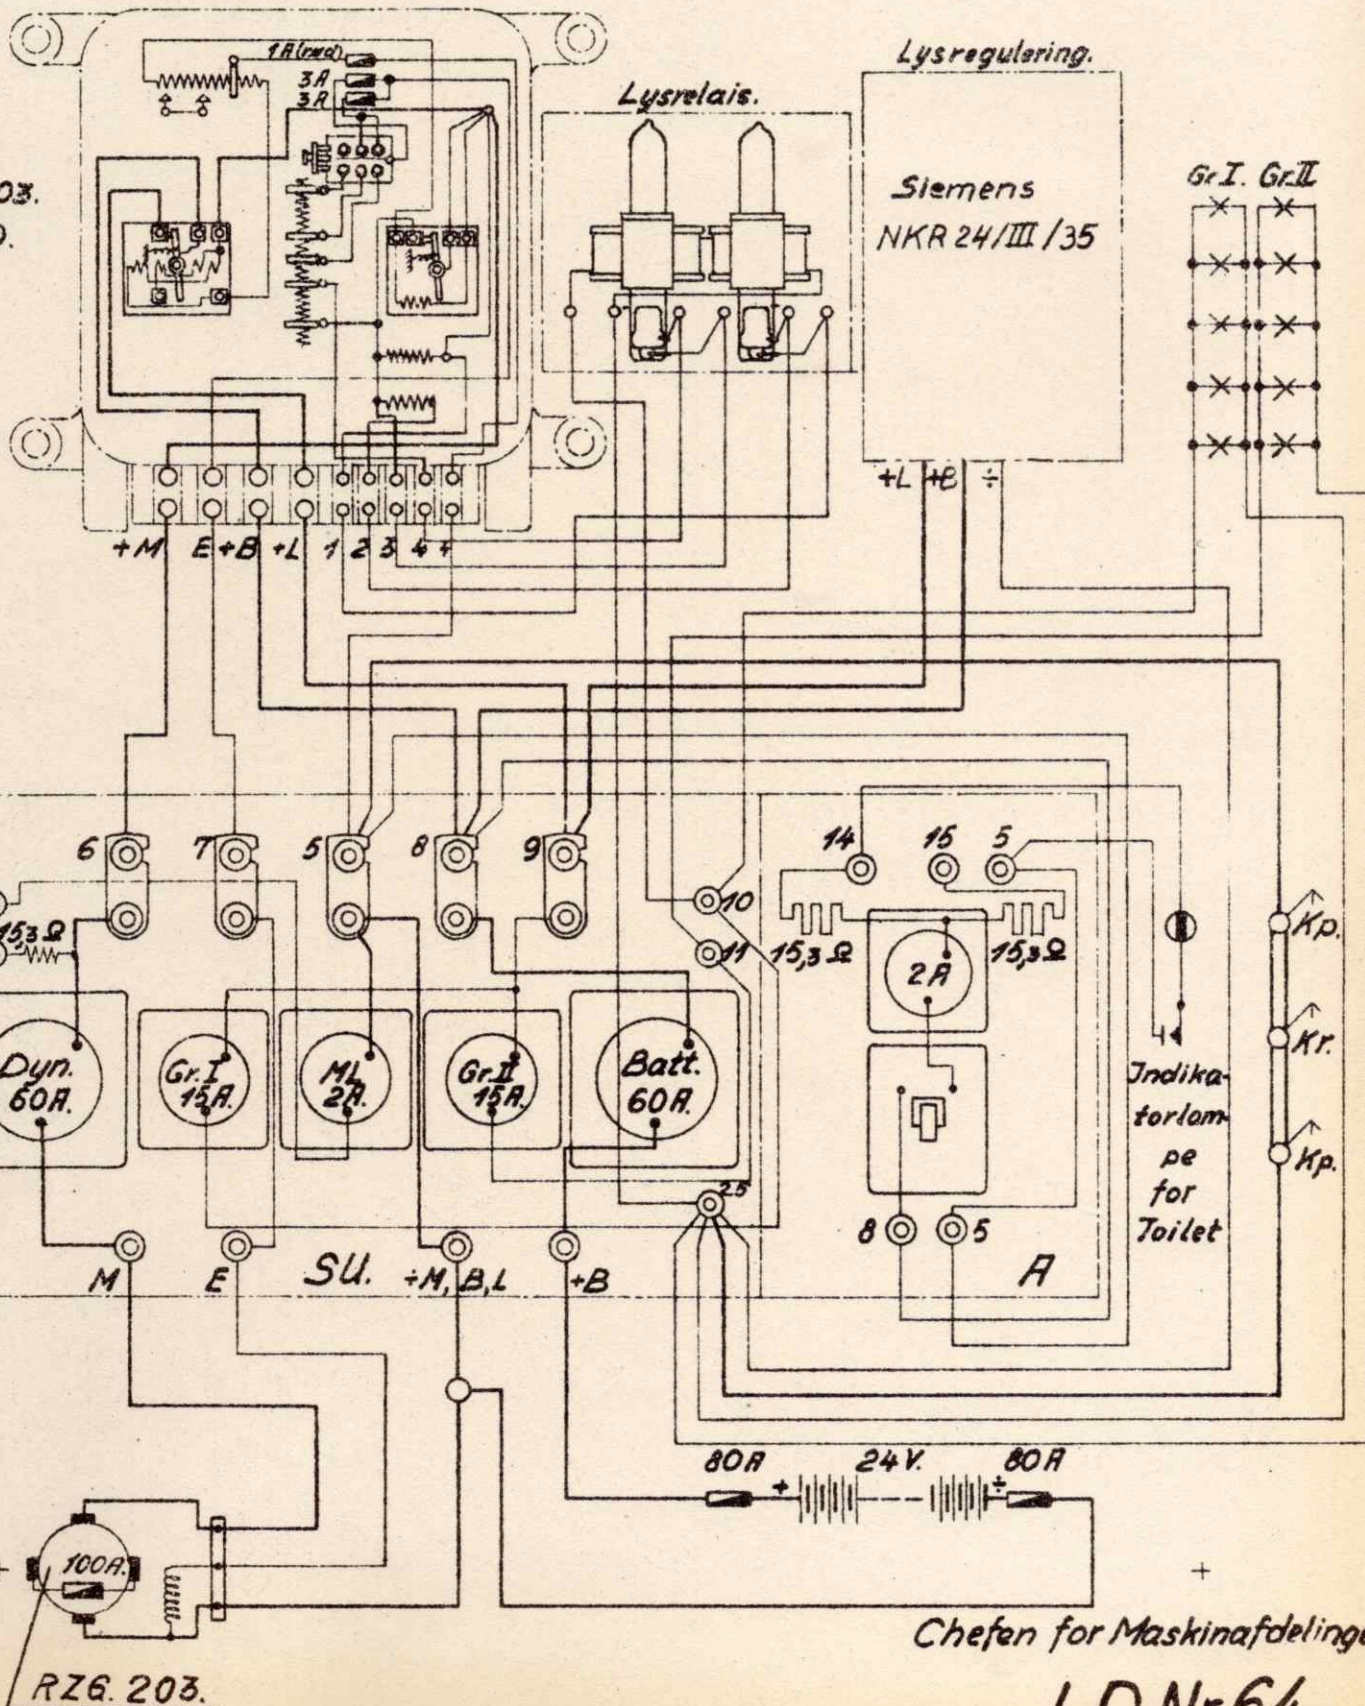 1A (rød)
3A
3A
03.
Lysrelais.
Lysregulering.
Siemens
NKR 24/III/35
Gr I. Gr.II
+L +B ÷
+M E +B +L 1 2 3 4 ÷
6 7 5 8 9
10
11
14 15 5
15,3 Ω
15,3 Ω
15,3 Ω
2A
Dyn.
60A.
Gr.I
15A.
ML
2A.
Gr.II
15A.
Batt.
60A.
25
8 5
Indika-
torlam-
pe
for
Toilet
Kp.
Kr.
Kp.
M E SU. ÷M, B, L +B A
80A + 24V. ÷ 80A
100A.
Chefen for Maskinafdeling
RZG. 203.